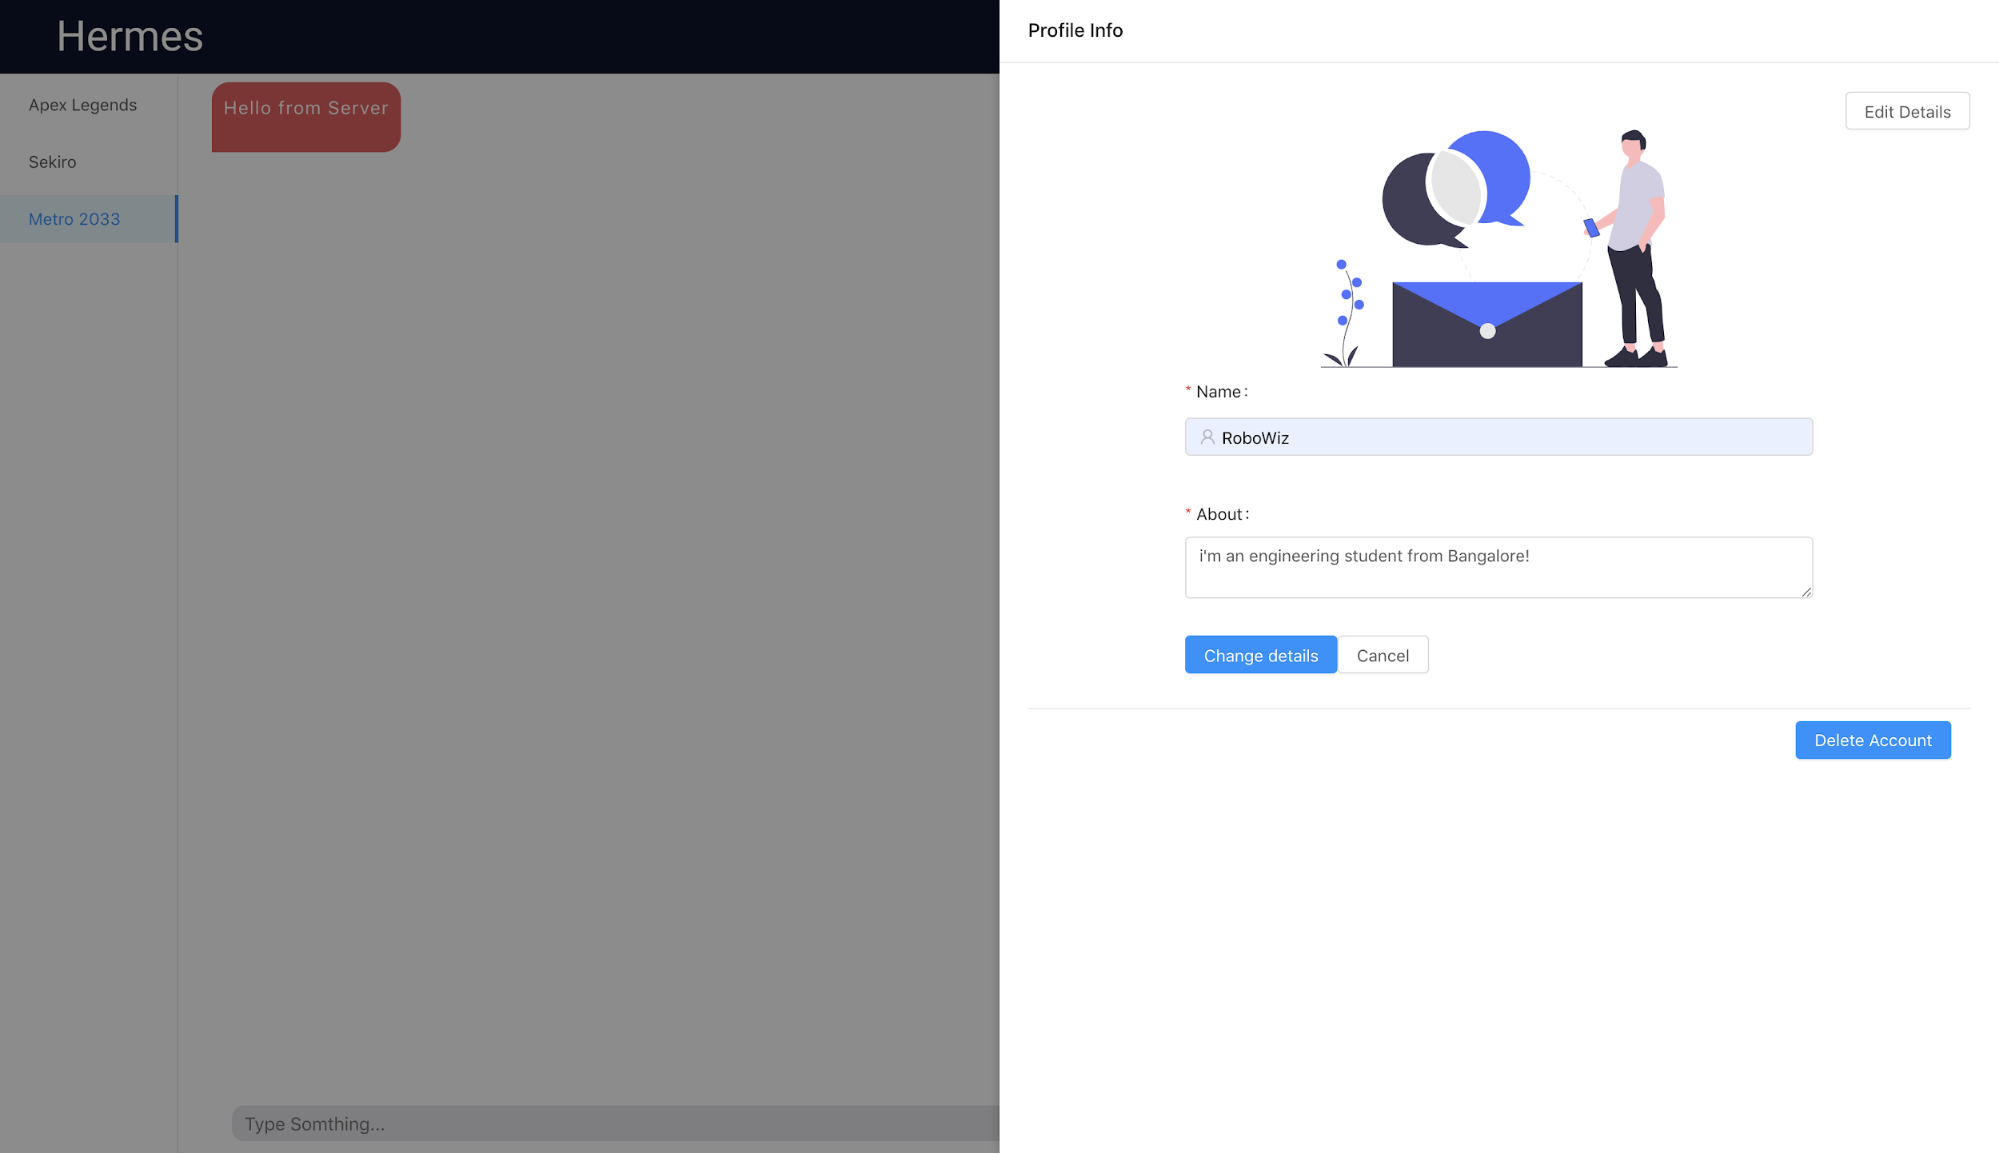 Hermes
Apex Legends
Sekiro
Metro 2033
Hello from Server
Type Somthing...
Profile Info
Edit Details
* Name:
RoboWiz
* About:
i'm an engineering student from Bangalore!
Change details
Cancel
Delete Account